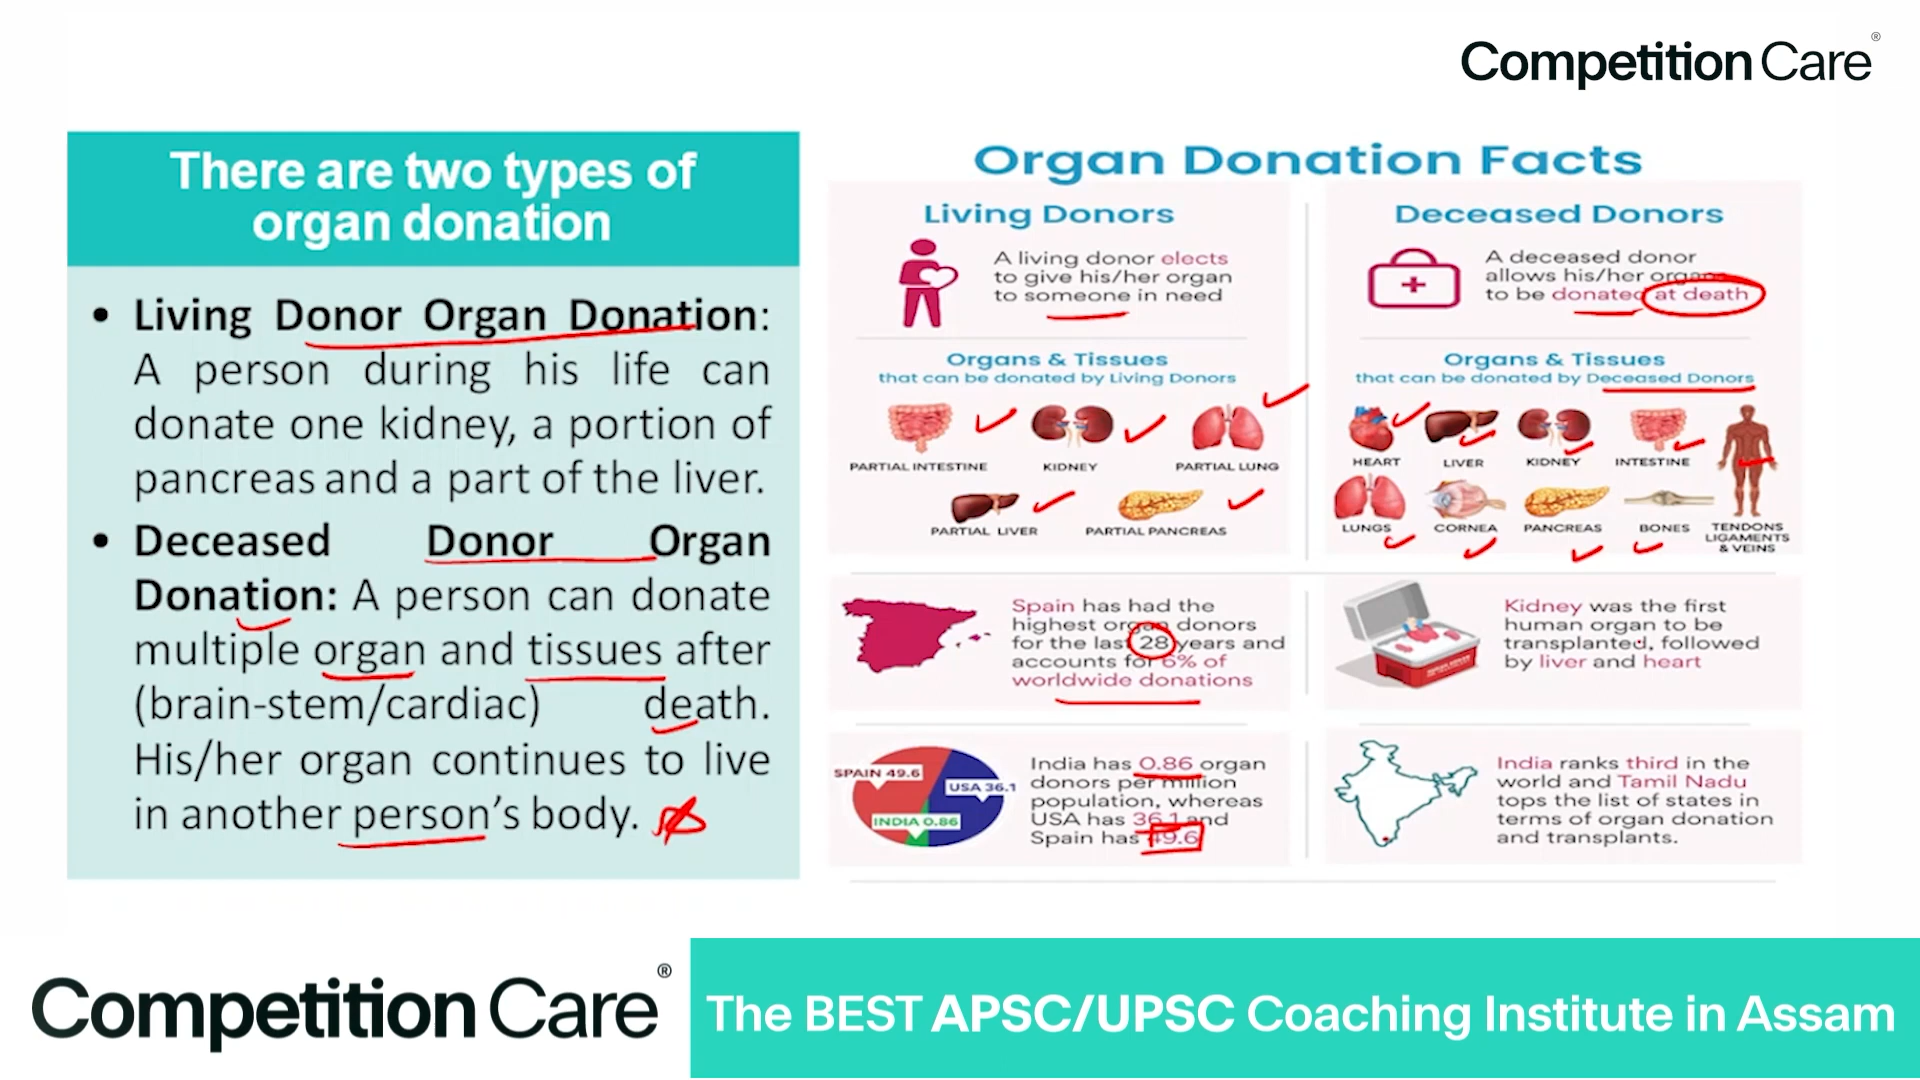 Competition Care®
There are two types of
organ donation
• Living Donor Organ Donation:
A person during his life can
donate one kidney, a portion of
pancreas and a part of the liver.
• Deceased Donor Organ
Donation: A person can donate
multiple organ and tissues after
(brain-stem/cardiac) death.
His/her organ continues to live
in another person's body.
Organ Donation Facts
Living Donors
A living donor elects
to give his/her organ
to someone in need
Organs & Tissues
that can be donated by Living Donors
PARTIAL INTESTINE
KIDNEY
PARTIAL LUNG
PARTIAL LIVER
PARTIAL PANCREAS
Deceased Donors
A deceased donor
allows his/her organs
to be donated at death
Organs & Tissues
that can be donated by Deceased Donors
HEART
LIVER
KIDNEY
INTESTINE
LUNGS
CORNEA
PANCREAS
BONES
TENDONS
LIGAMENTS
& VEINS
Spain has had the
highest organ donors
for the last 28 years and
accounts for 6% of
worldwide donations
Kidney was the first
human organ to be
transplanted, followed
by liver and heart
SPAIN 49.6
USA 36.1
INDIA 0.86
India has 0.86 organ
donors per million
population, whereas
USA has 36.1 and
Spain has 49.6
India ranks third in the
world and Tamil Nadu
tops the list of states in
terms of organ donation
and transplants.
Competition Care®
The BEST APSC/UPSC Coaching Institute in Assam